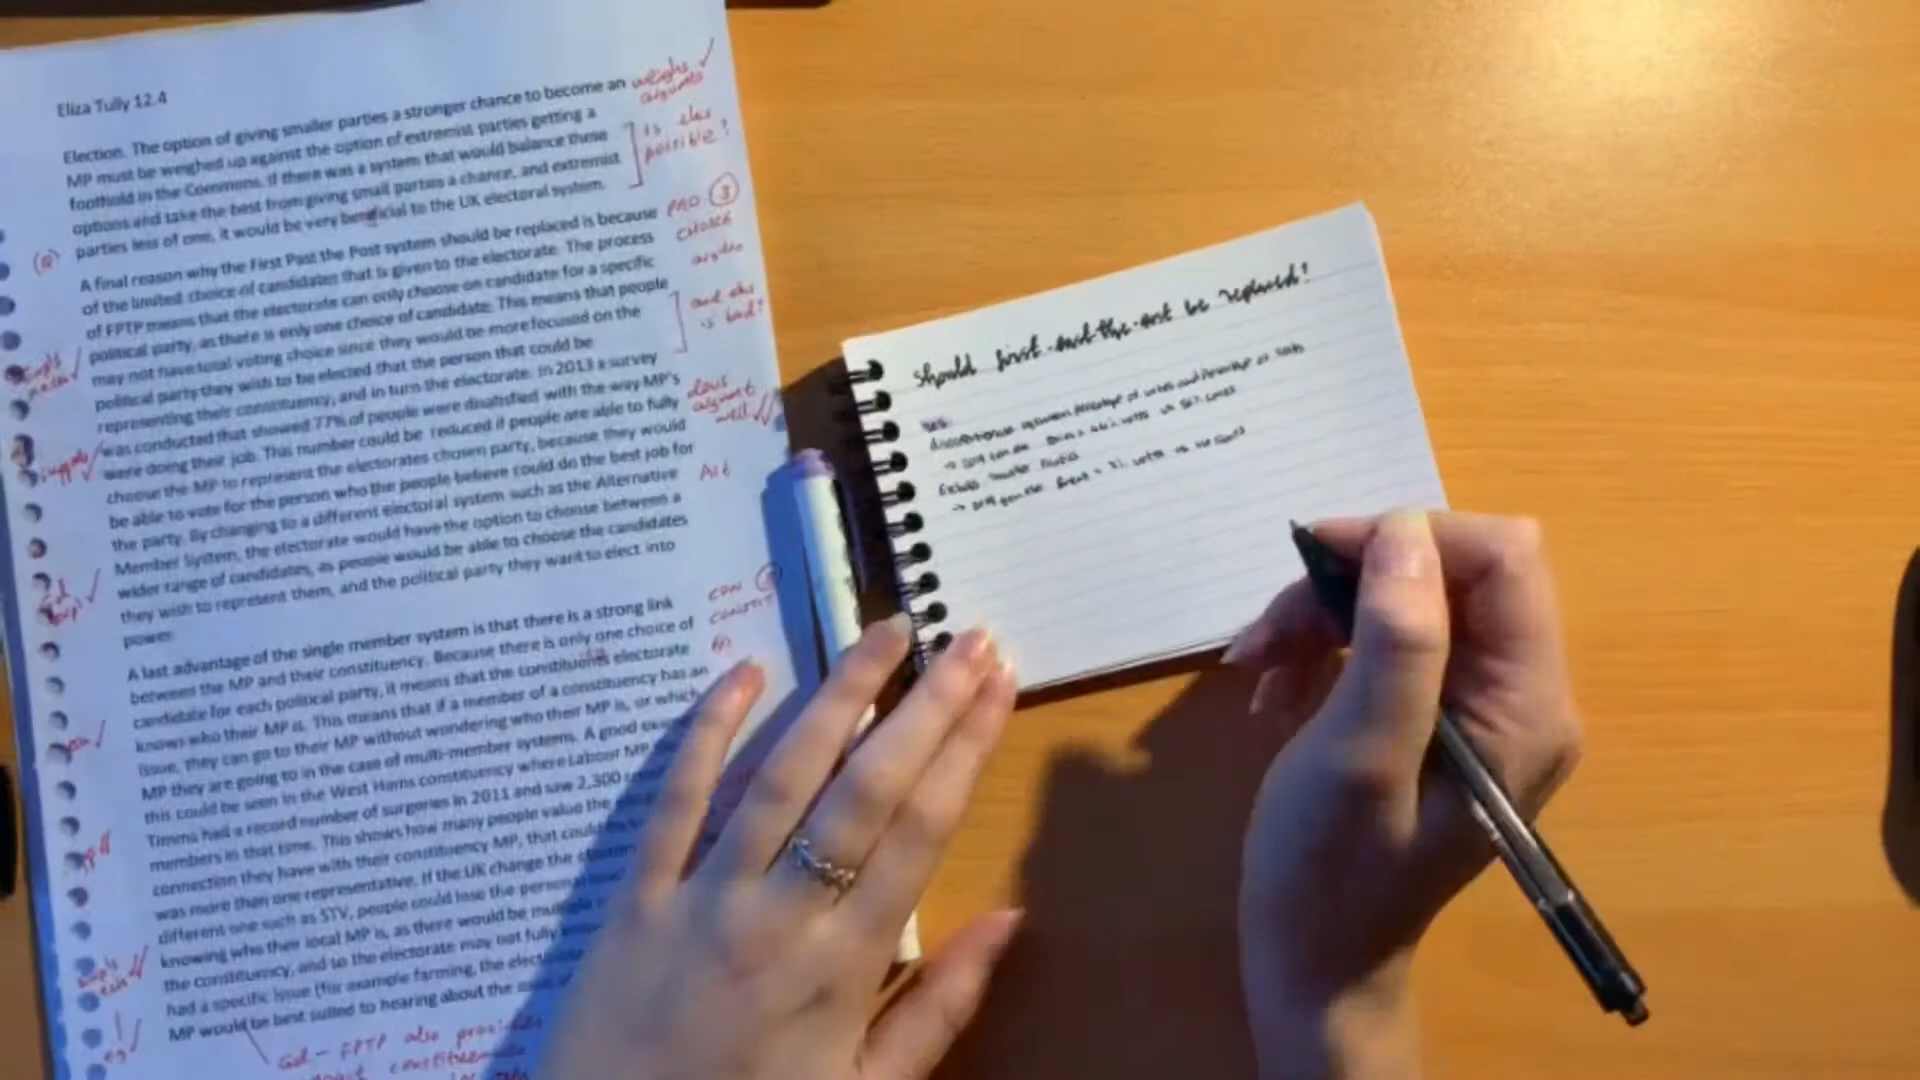 Eliza Tully 12.4
Election. The option of giving smaller parties a stronger chance to become an
MP must be weighed up against the option of extremist parties getting a
foothold in the Commons. If there was a system that would balance these
options and take the best from giving small parties a chance, and extremist
parties less of one, it would be very beneficial to the UK electoral system.
A final reason why the First Past the Post system should be replaced is because
of the limited choice of candidates that is given to the electorate. The process
of FPTP means that the electorate can only choose on candidate for a specific
political party, as there is only one choice of candidate. This means that people
may not have total voting choice since they would be more focused on the
political party they wish to be elected that the person that could be
representing their constituency, and in turn the electorate. In 2013 a survey
was conducted that showed 77% of people were disatisfied with the way MP's
were doing their job. This number could be reduced if people are able to fully
choose the MP to represent the electorates chosen party, because they would
be able to vote for the person who the people believe could do the best job for
the party. By changing to a different electoral system such as the Alternative
Member System, the electorate would have the option to choose between a
wider range of candidates, as people would be able to choose the candidates
they wish to represent them, and the political party they want to elect into
power.
A last advantage of the single member system is that there is a strong link
between the MP and their constituency. Because there is only one choice of
candidate for each political party, it means that the constituents electorate
knows who their MP is. This means that if a member of a constituency has an
issue, they can go to their MP without wondering who their MP is, or which
MP they are going to in the case of multi-member systems. A good
this could be seen in the West Hams constituency where Labour MP
Timms had a record number of surgeries in 2011 and saw 2,300
members in that time. This shows how many people value the
connection they have with their constituency MP, that could
was more than one representative. If the UK change the
different one such as STV, people could lose the
knowing who their local MP is, as there would be
the constituency, and to the electorate may not fully
had a specific issue (for example farming, the
MP would be best suited to hearing about the
weighs ✓
argument
is this
possible?
PRO ③
CHOICE
and this
is bad?
CON
Gd - FPTP also
should first-past-the-post be replaced?
yes